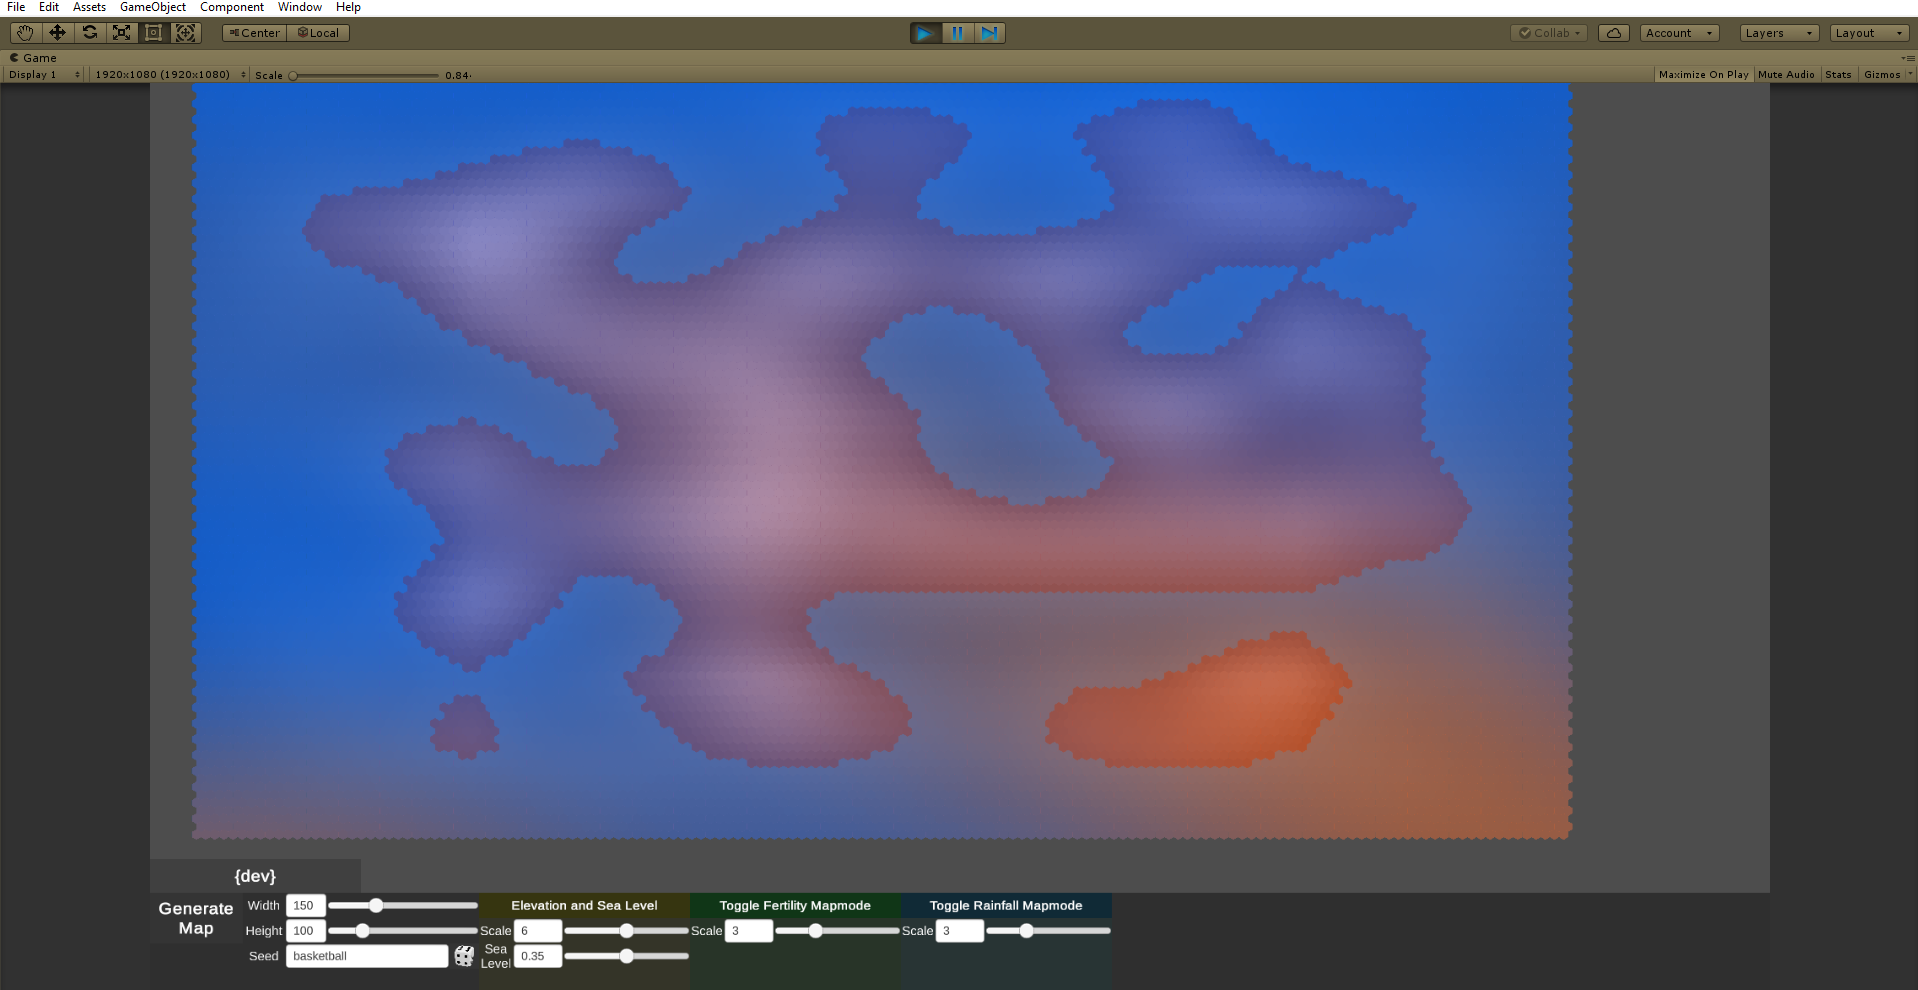 File Edit Assets GameObject Component Window Help
Center Local Collab Account Layers Layout
Game
Display 1 1920x1080 (1920x1080) Scale 0.84 Maximize On Play Mute Audio Stats Gizmos
{dev}
Generate Map
Width 150
Height 100
Seed basketball
Elevation and Sea Level
Scale 6
Sea Level 0.35
Toggle Fertility Mapmode
Scale 3
Toggle Rainfall Mapmode
Scale 3